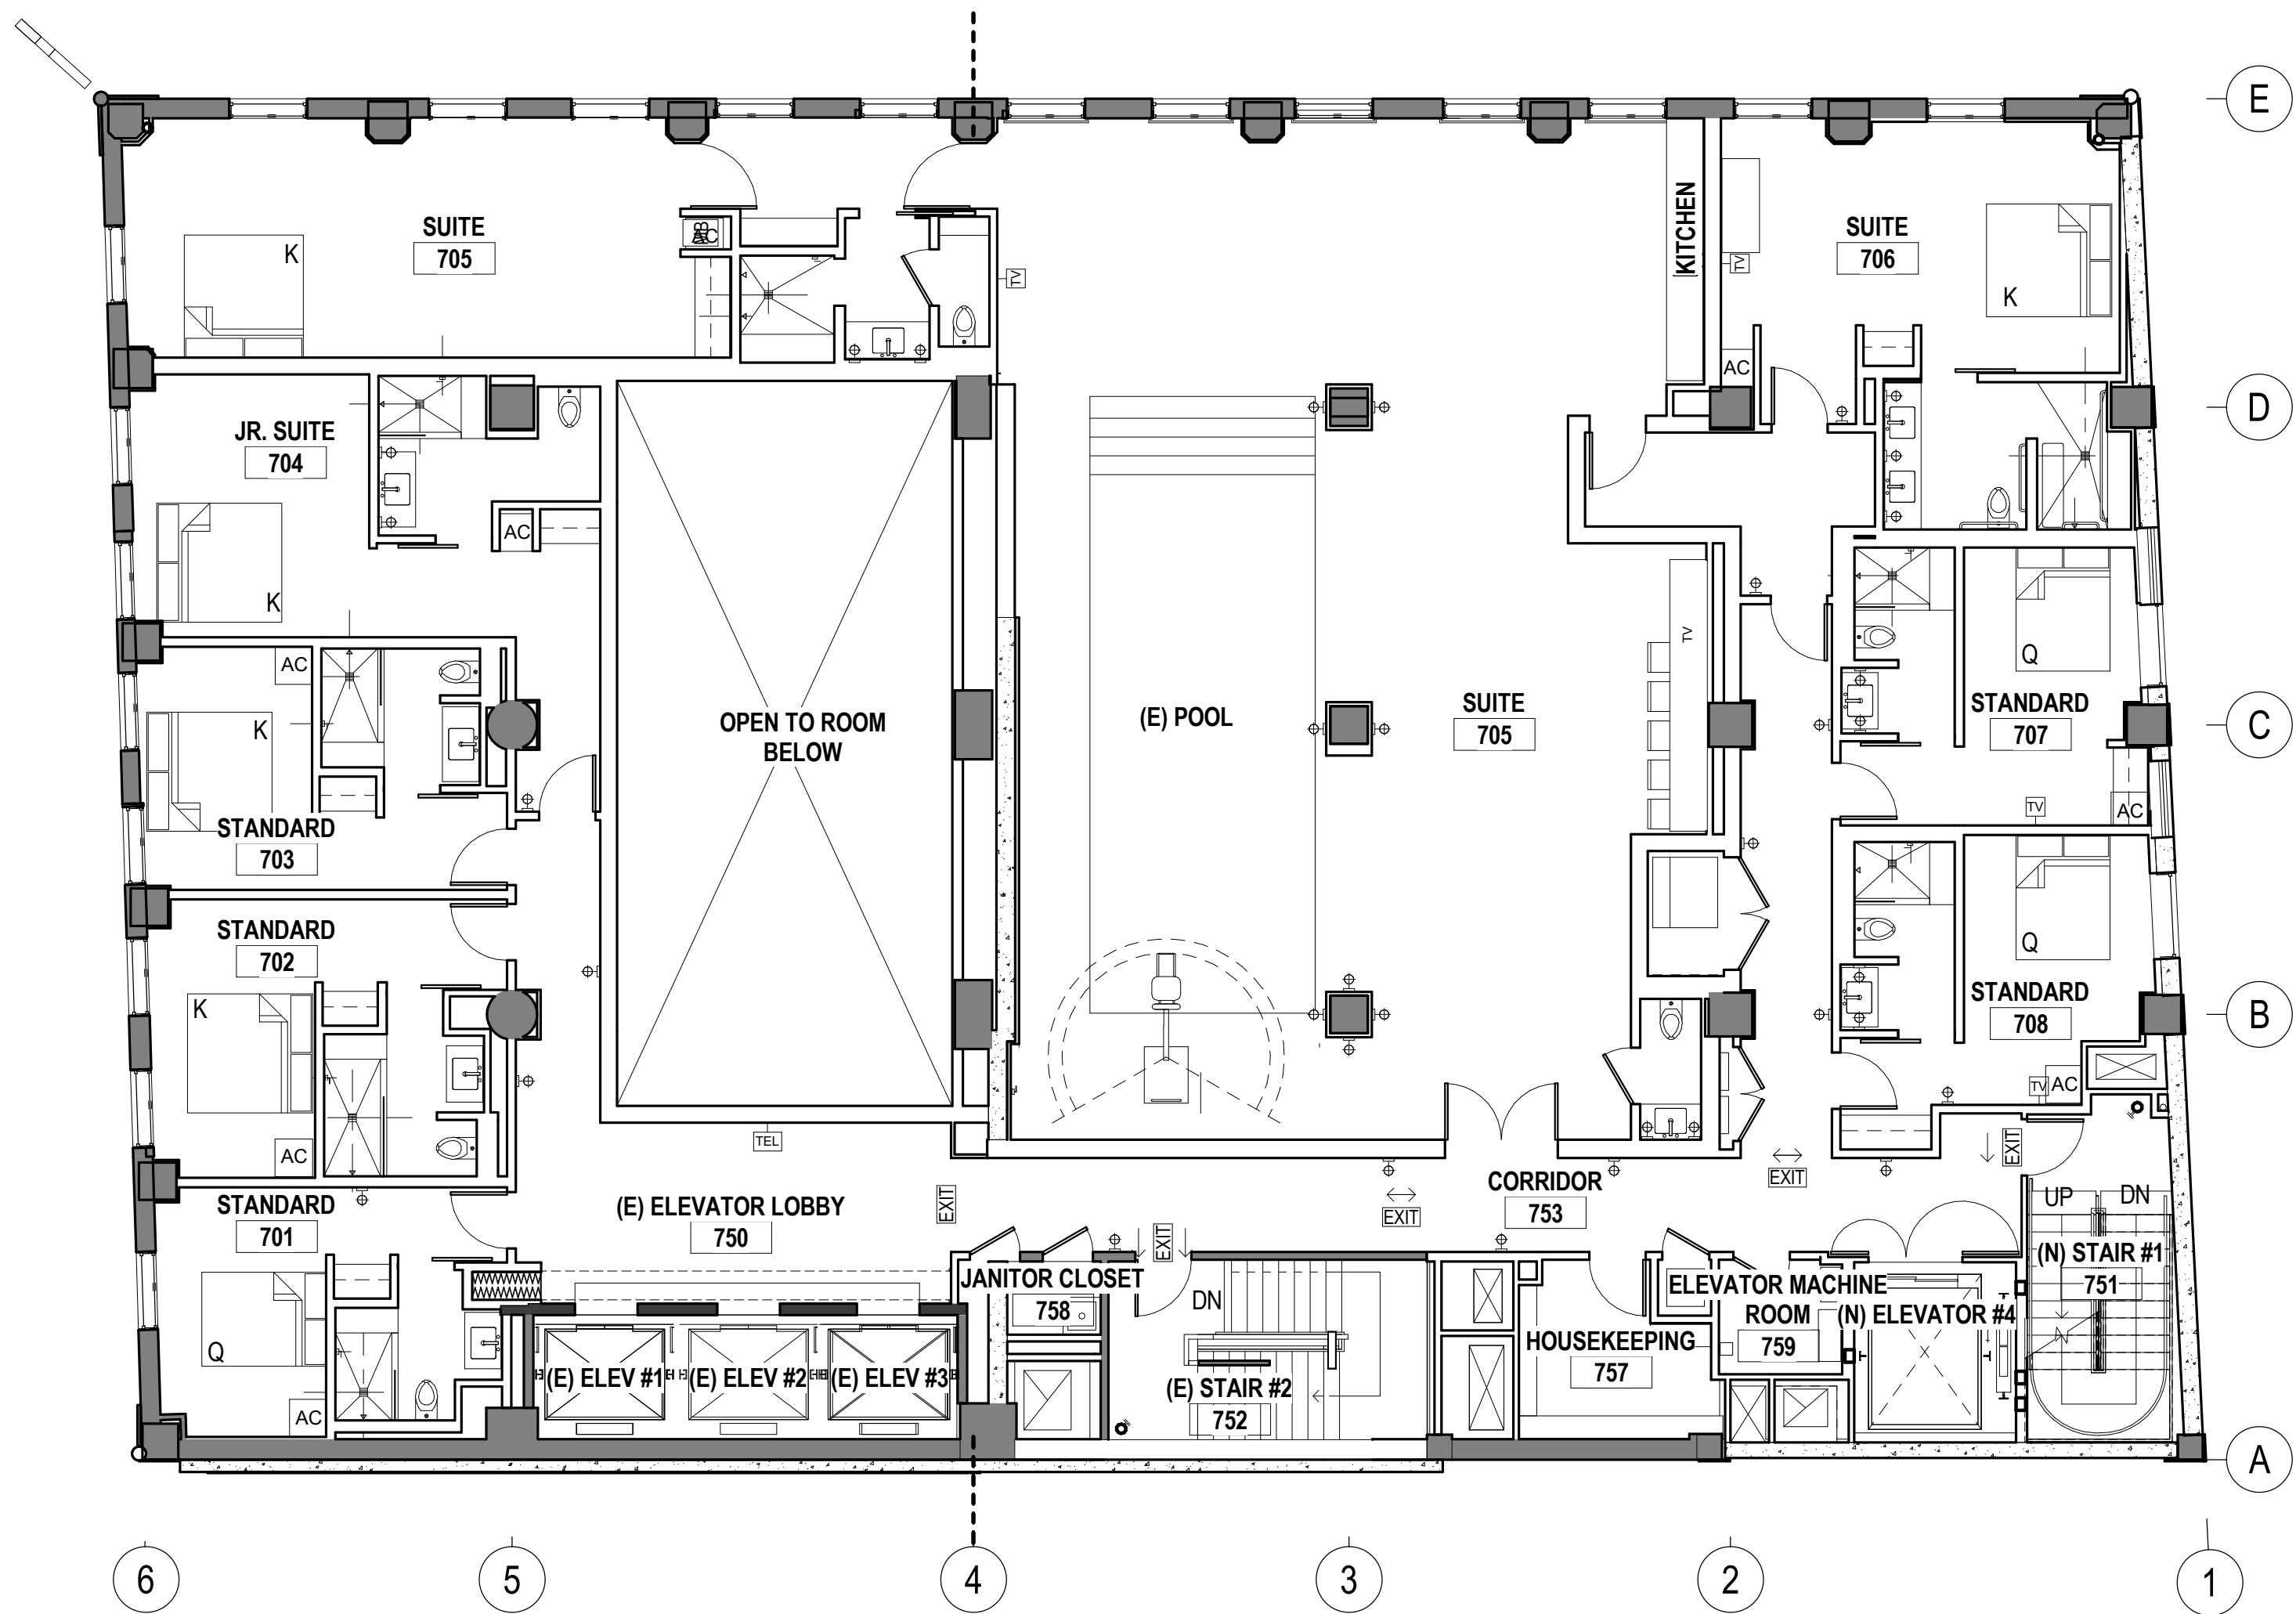 E
SUITE
705
AC
TV
KITCHEN
SUITE
706
TV
K
K
AC
D
JR. SUITE
704
AC
K
AC
K
STANDARD
703
OPEN TO ROOM
BELOW
(E) POOL
SUITE
705
TV
Q
STANDARD
707
C
TV
AC
STANDARD
702
K
AC
Q
STANDARD
708
B
TV
AC
TEL
STANDARD
701
Q
AC
(E) ELEVATOR LOBBY
750
EXIT
EXIT
EXIT
CORRIDOR
753
EXIT
EXIT
UP
DN
(N) STAIR #1
751
JANITOR CLOSET
758
DN
(E) STAIR #2
752
HOUSEKEEPING
757
ELEVATOR MACHINE
ROOM
759
(N) ELEVATOR #4
(E) ELEV #1
(E) ELEV #2
(E) ELEV #3
A
6
5
4
3
2
1